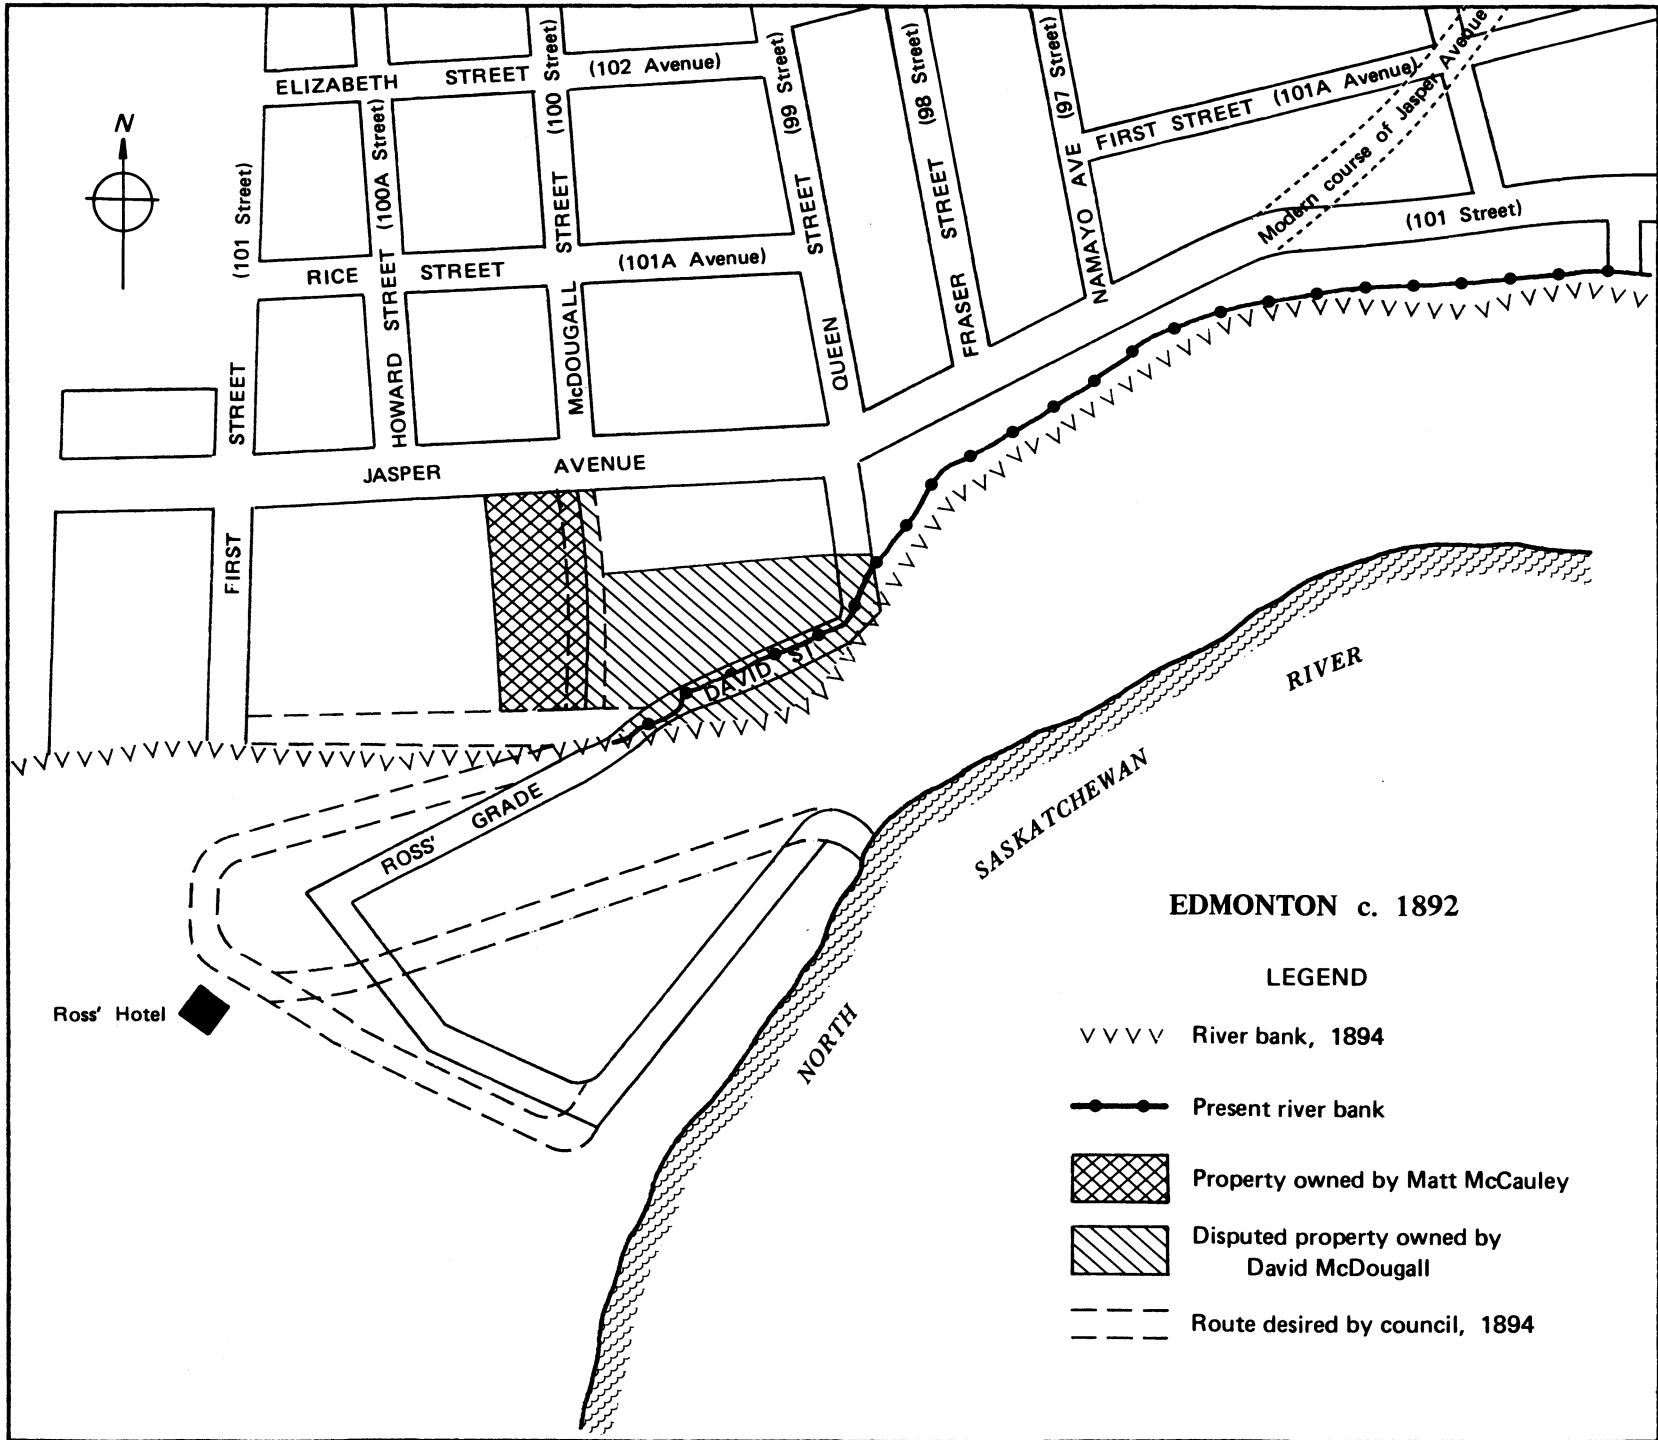 ELIZABETH STREET (102 Avenue)
(100 Street)
(99 Street)
(98 Street)
(97 Street)
FIRST STREET (101A Avenue)
Modern course of Jasper Avenue
N
(101 Street)
HOWARD STREET (100A Street)
McDOUGALL STREET
QUEEN STREET
FRASER STREET
NAMAYO AVE
(101 Street)
RICE STREET (101A Avenue)
FIRST STREET
JASPER AVENUE
DAVID ST
ROSS' GRADE
Ross' Hotel
NORTH SASKATCHEWAN RIVER
EDMONTON c. 1892
LEGEND
River bank, 1894
Present river bank
Property owned by Matt McCauley
Disputed property owned by
David McDougall
Route desired by council, 1894